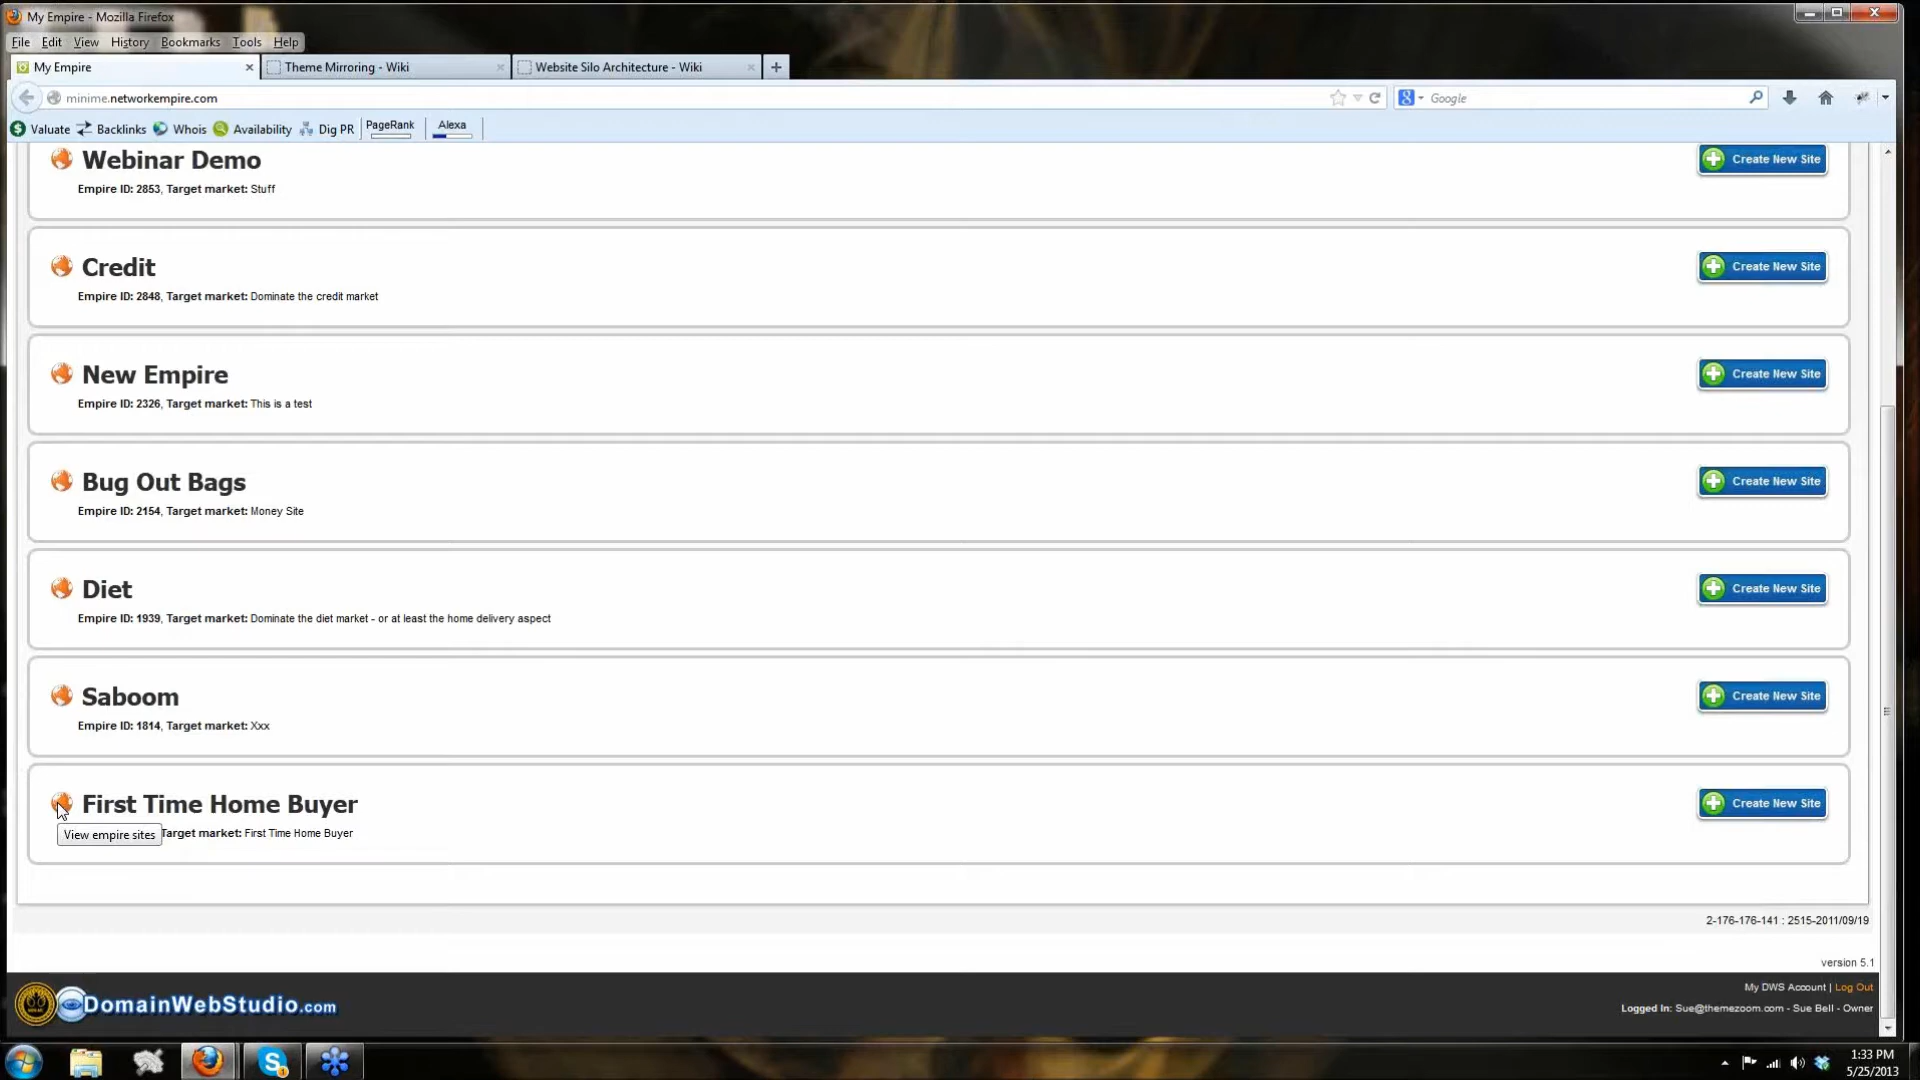 My Empire - Mozilla Firefox
File Edit View History Bookmarks Tools Help
My Empire
Theme Mirroring - Wiki
Website Silo Architecture - Wiki
minime.networkempire.com
Google
Valuate Backlinks Whois Availability Dig PR PageRank Alexa
Webinar Demo
Create New Site
Empire ID: 2853, Target market: Stuff
Credit
Create New Site
Empire ID: 2848, Target market: Dominate the credit market
New Empire
Create New Site
Empire ID: 2326, Target market: This is a test
Bug Out Bags
Create New Site
Empire ID: 2154, Target market: Money Site
Diet
Create New Site
Empire ID: 1939, Target market: Dominate the diet market - or at least the home delivery aspect
Saboom
Create New Site
Empire ID: 1814, Target market: Xxx
First Time Home Buyer
Create New Site
View empire sites
Target market: First Time Home Buyer
2-176-176-141 : 2515-2011/09/19
version 5.1
My DWS Account | Log Out
DomainWebStudio.com
Logged In: Sue@themezoom.com - Sue Bell - Owner
1:33 PM
5/25/2013